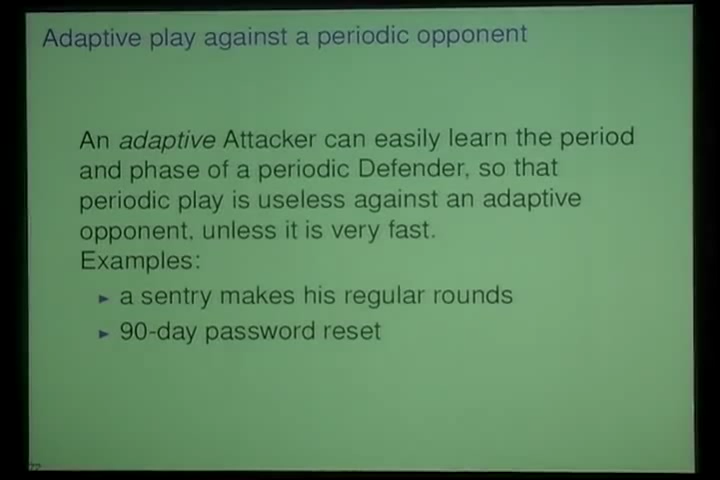 Adaptive play against a periodic opponent
An adaptive Attacker can easily learn the period
and phase of a periodic Defender, so that
periodic play is useless against an adaptive
opponent, unless it is very fast.
Examples:
► a sentry makes his regular rounds
► 90-day password reset